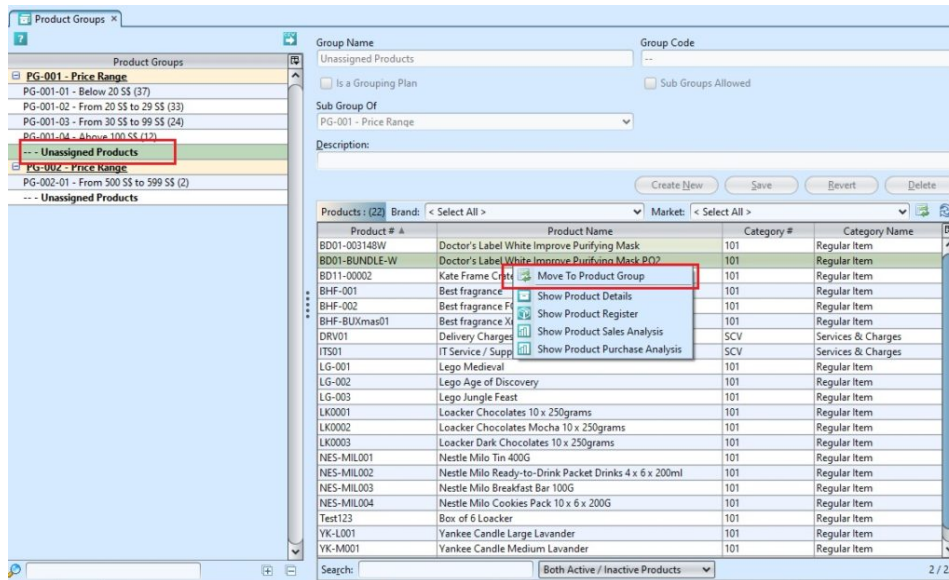 Product Groups ×
Product Groups
PG-001 - Price Range
PG-001-01 - Below 20 S$ (37)
PG-001-02 - From 20 S$ to 29 S$ (33)
PG-001-03 - From 30 S$ to 99 S$ (24)
PG-001-04 - Above 100 S$ (12)
-- - Unassigned Products
PG-002 - Price Range
PG-002-01 - From 500 S$ to 599 S$ (2)
-- - Unassigned Products
Group Name Group Code
Unassigned Products --
Is a Grouping Plan Sub Groups Allowed
Sub Group Of
PG-001 - Price Range
Description:
Create New Save Revert Delete
Products : (22) Brand: < Select All > Market: < Select All >
Product # Product Name Category # Category Name
BD01-003148W Doctor's Label White Improve Purifying Mask 101 Regular Item
BD01-BUNDLE-W Doctor's Label White Improve Purifying Mask PO2 101 Regular Item
BD11-00002 Kate Frame 101 Regular Item
BHF-001 Best fragrance 101 Regular Item
BHF-002 Best fragrance 101 Regular Item
BHF-BUXmas01 Best fragrance 101 Regular Item
DRV01 Delivery Charges SCV Services & Charges
ITS01 IT Service / Supp SCV Services & Charges
LG-001 Lego Medieval 101 Regular Item
LG-002 Lego Age of Discovery 101 Regular Item
LG-003 Lego Jungle Feast 101 Regular Item
LK0001 Loacker Chocolates 10 x 250grams 101 Regular Item
LK0002 Loacker Chocolates Mocha 10 x 250grams 101 Regular Item
LK0003 Loacker Dark Chocolates 10 x 250grams 101 Regular Item
NES-MIL001 Nestle Milo Tin 400G 101 Regular Item
NES-MIL002 Nestle Milo Ready-to-Drink Packet Drinks 4 x 6 x 200ml 101 Regular Item
NES-MIL003 Nestle Milo Breakfast Bar 100G 101 Regular Item
NES-MIL004 Nestle Milo Cookies Pack 10 x 6 x 200G 101 Regular Item
Test123 Box of 6 Loacker 101 Regular Item
YK-L001 Yankee Candle Large Lavander 101 Regular Item
YK-M001 Yankee Candle Medium Lavander 101 Regular Item
Move To Product Group
Show Product Details
Show Product Register
Show Product Sales Analysis
Show Product Purchase Analysis
Search: Both Active / Inactive Products 2 / 2